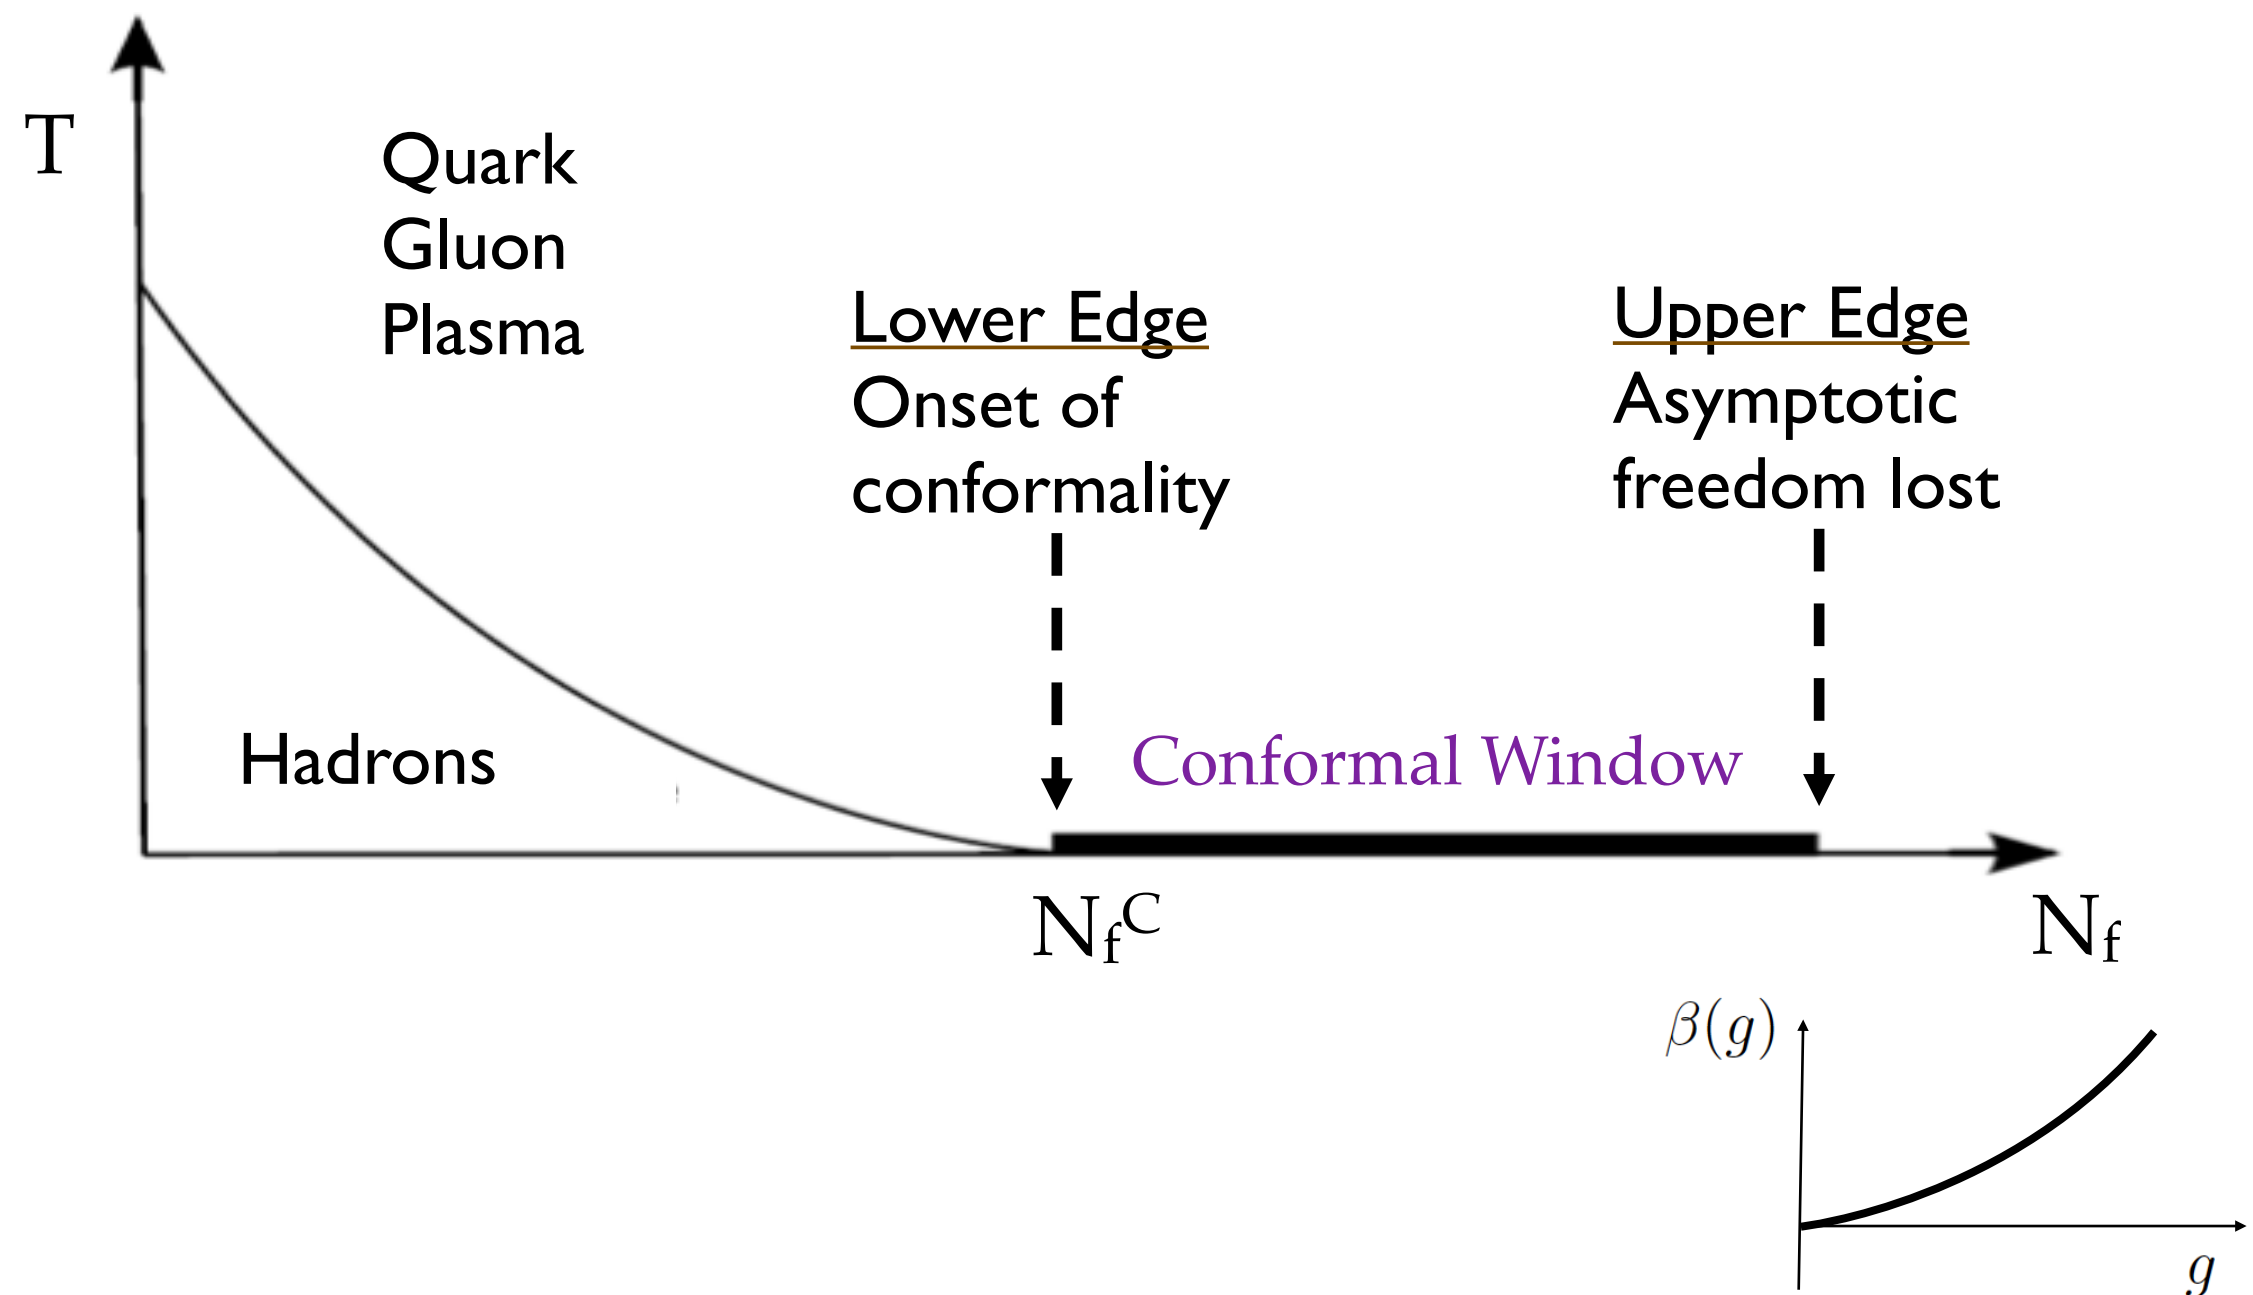 T
Quark
Gluon
Plasma
Lower Edge
Onset of
conformality
Upper Edge
Asymptotic
freedom lost
Hadrons
Conformal Window
N_f^C
N_f
β(g)
g